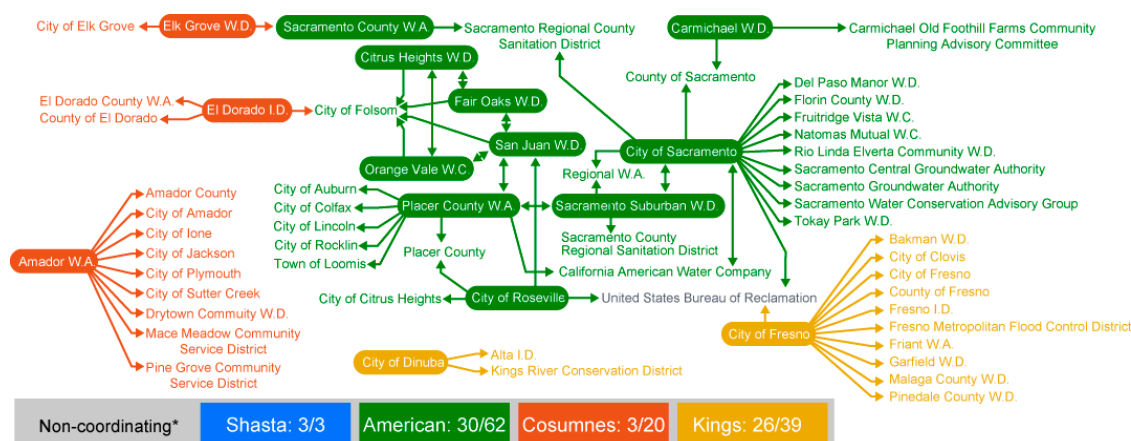 City of Elk Grove
Elk Grove W.D.
Sacramento County W.A
Sacramento Regional County
Sanitation District
Carmichael W.D.
Carmichael Old Foothill Farms Community
Planning Advisory Committee
Citrus Heights W.D.
County of Sacramento
El Dorado County W.A.
County of El Dorado
El Dorado I.D.
City of Folsom
Fair Oaks W.D.
San Juan W.D.
Orange Vale W.C
City of Sacramento
Regional W.A.
Del Paso Manor W.D.
Florin County W.D.
Fruitridge Vista W.C.
Natomas Mutual W.C.
Rio Linda Elverta Community W.D.
Sacramento Central Groundwater Authority
Sacramento Groundwater Authority
Sacramento Water Conservation Advisory Group
Tokay Park W.D.
City of Auburn
City of Colfax
City of Lincoln
City of Rocklin
Town of Loomis
Placer County W.A.
Sacramento Suburban W.D.
Sacramento County
Regional Sanitation District
Placer County
California American Water Company
City of Citrus Heights
City of Roseville
United States Bureau of Reclamation
Amador W.A.
Amador County
City of Amador
City of Ione
City of Jackson
City of Plymouth
City of Sutter Creek
Drytown Commuity W.D.
Mace Meadow Community
Service District
Pine Grove Community
Service District
City of Dinuba
Alta I.D.
Kings River Conservation District
City of Fresno
Bakman W.D.
City of Clovis
City of Fresno
County of Fresno
Fresno I.D.
Fresno Metropolitan Flood Control District
Friant W.A.
Garfield W.D.
Malaga County W.D.
Pinedale County W.D.
Non-coordinating*
Shasta: 3/3
American: 30/62
Cosumnes: 3/20
Kings: 26/39